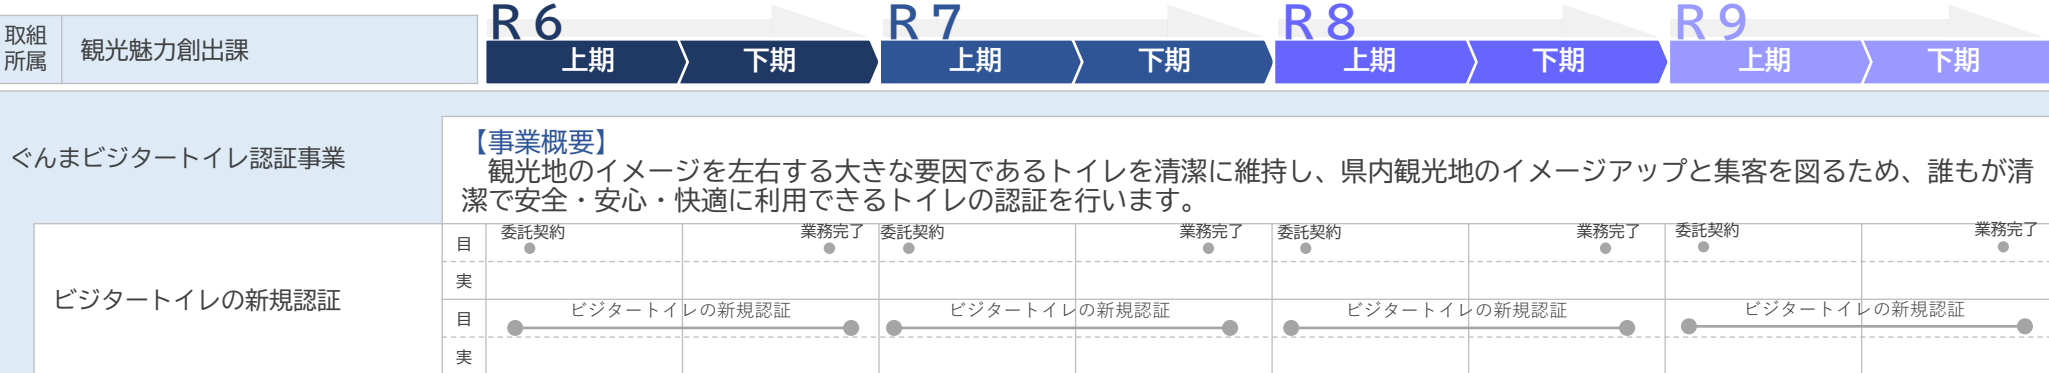 取組
所属
観光魅力創出課
Ｒ６
Ｒ７
Ｒ８
Ｒ９
上期
下期
上期
下期
上期
下期
上期
下期
ぐんまビジタートイレ認証事業
【事業概要】
観光地のイメージを左右する大きな要因であるトイレを清潔に維持し、県内観光地のイメージアップと集客を図るため、誰もが清
潔で安全・安心・快適に利用できるトイレの認証を行います。
ビジタートイレの新規認証
目
委託契約
業務完了
委託契約
業務完了
委託契約
業務完了
委託契約
業務完了
実
目
ビジタートイレの新規認証
ビジタートイレの新規認証
ビジタートイレの新規認証
ビジタートイレの新規認証
実